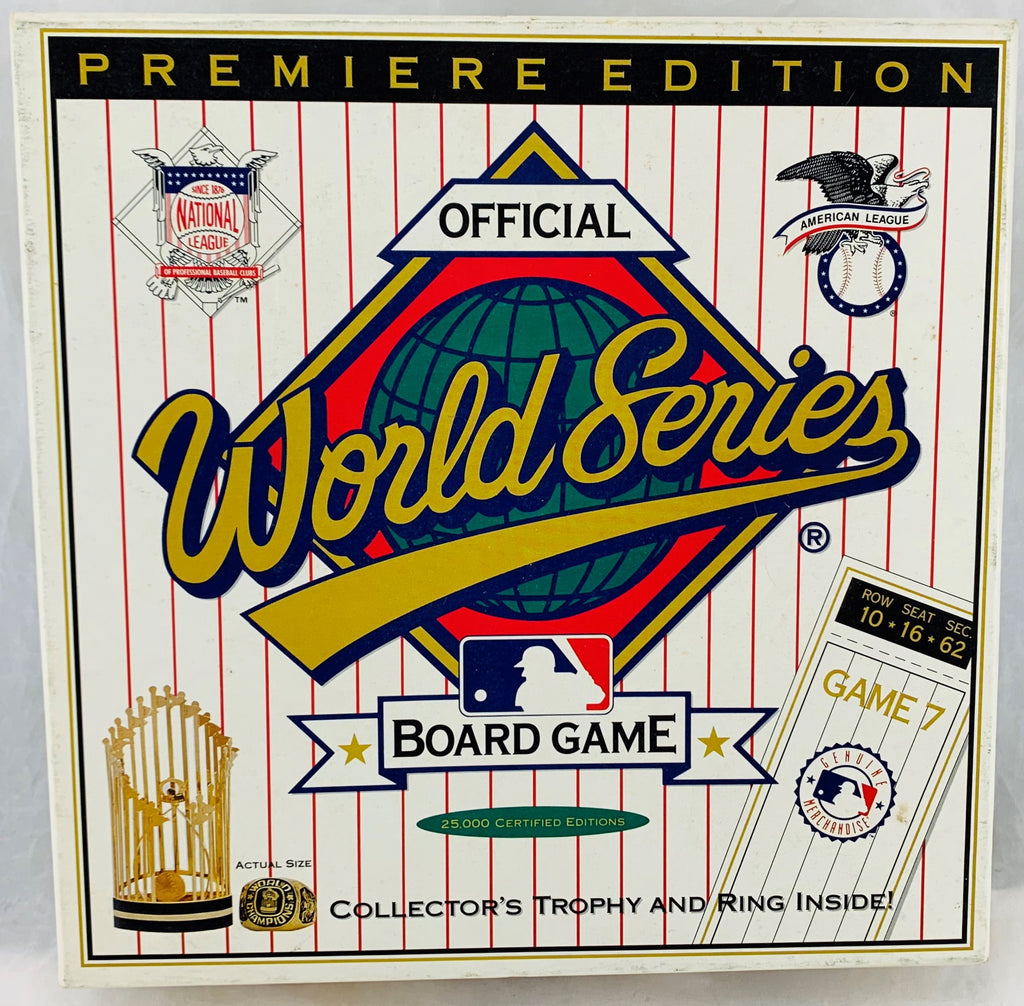 PREMIERE EDITION
SINCE 1876
NATIONAL
LEAGUE
OF PROFESSIONAL BASEBALL CLUBS
TM
OFFICIAL
AMERICAN LEAGUE
®
World Series
®
BOARD GAME
25,000 CERTIFIED EDITIONS
ROW SEAT SEC.
10★16★62
GAME 7
GENUINE
MERCHANDISE
ACTUAL SIZE
WORLD
CHAMPIONS
COLLECTOR'S TROPHY AND RING INSIDE!